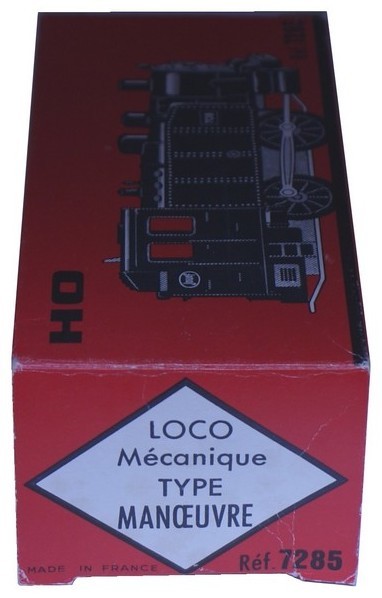 HO
LOCO
Mécanique
TYPE
MANŒUVRE
MADE IN FRANCE
Réf. 7285